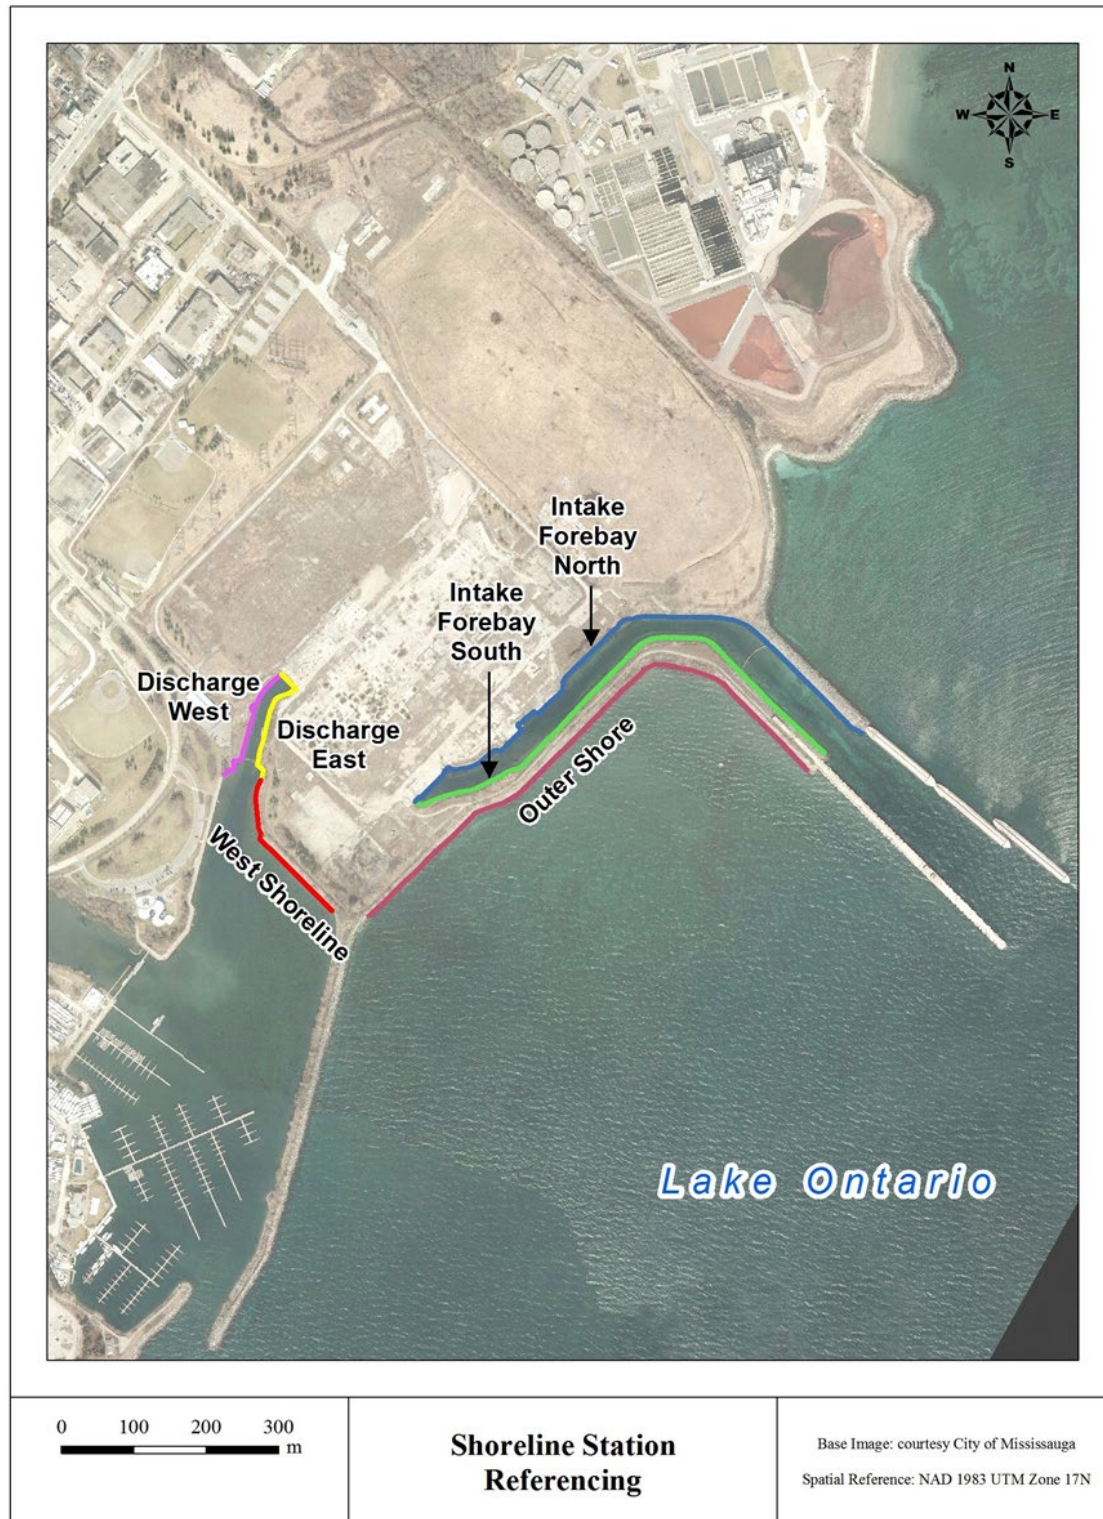 N
W E
S
Intake
Forebay
North
Intake
Forebay
South
Discharge
West
Discharge
East
Outer Shore
West Shoreline
Lake Ontario
0 100 200 300
m
Shoreline Station
Referencing
Base Image: courtesy City of Mississauga
Spatial Reference: NAD 1983 UTM Zone 17N